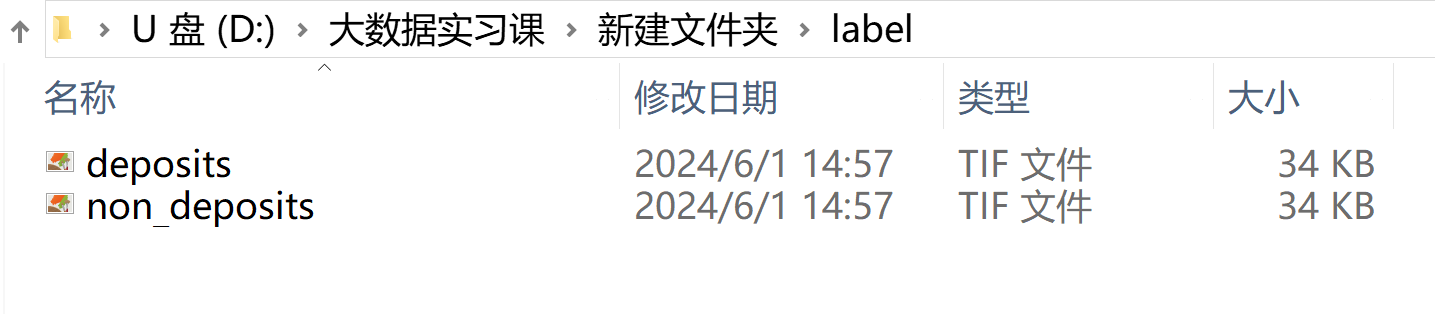 U 盘 (D:) 大数据实习课 新建文件夹 label
名称 修改日期 类型 大小
deposits 2024/6/1 14:57 TIF 文件 34 KB
non_deposits 2024/6/1 14:57 TIF 文件 34 KB